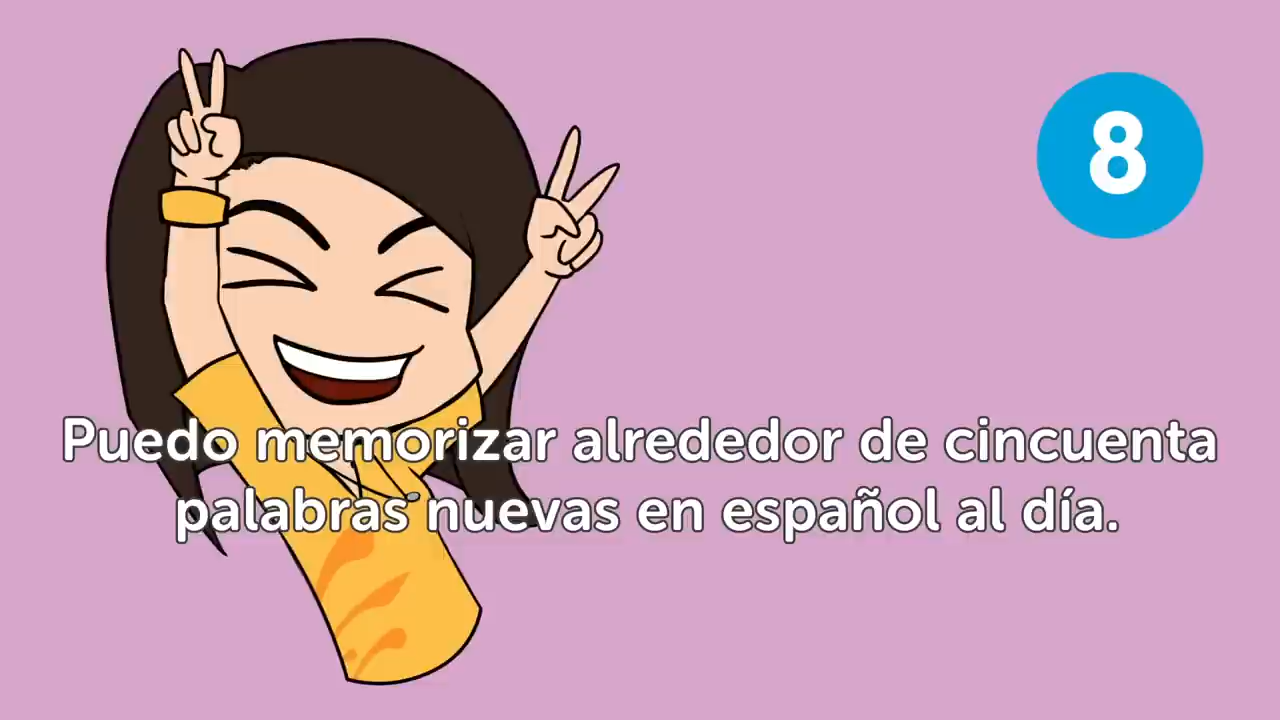 8
Puedo memorizar alrededor de cincuenta
palabras nuevas en español al día.